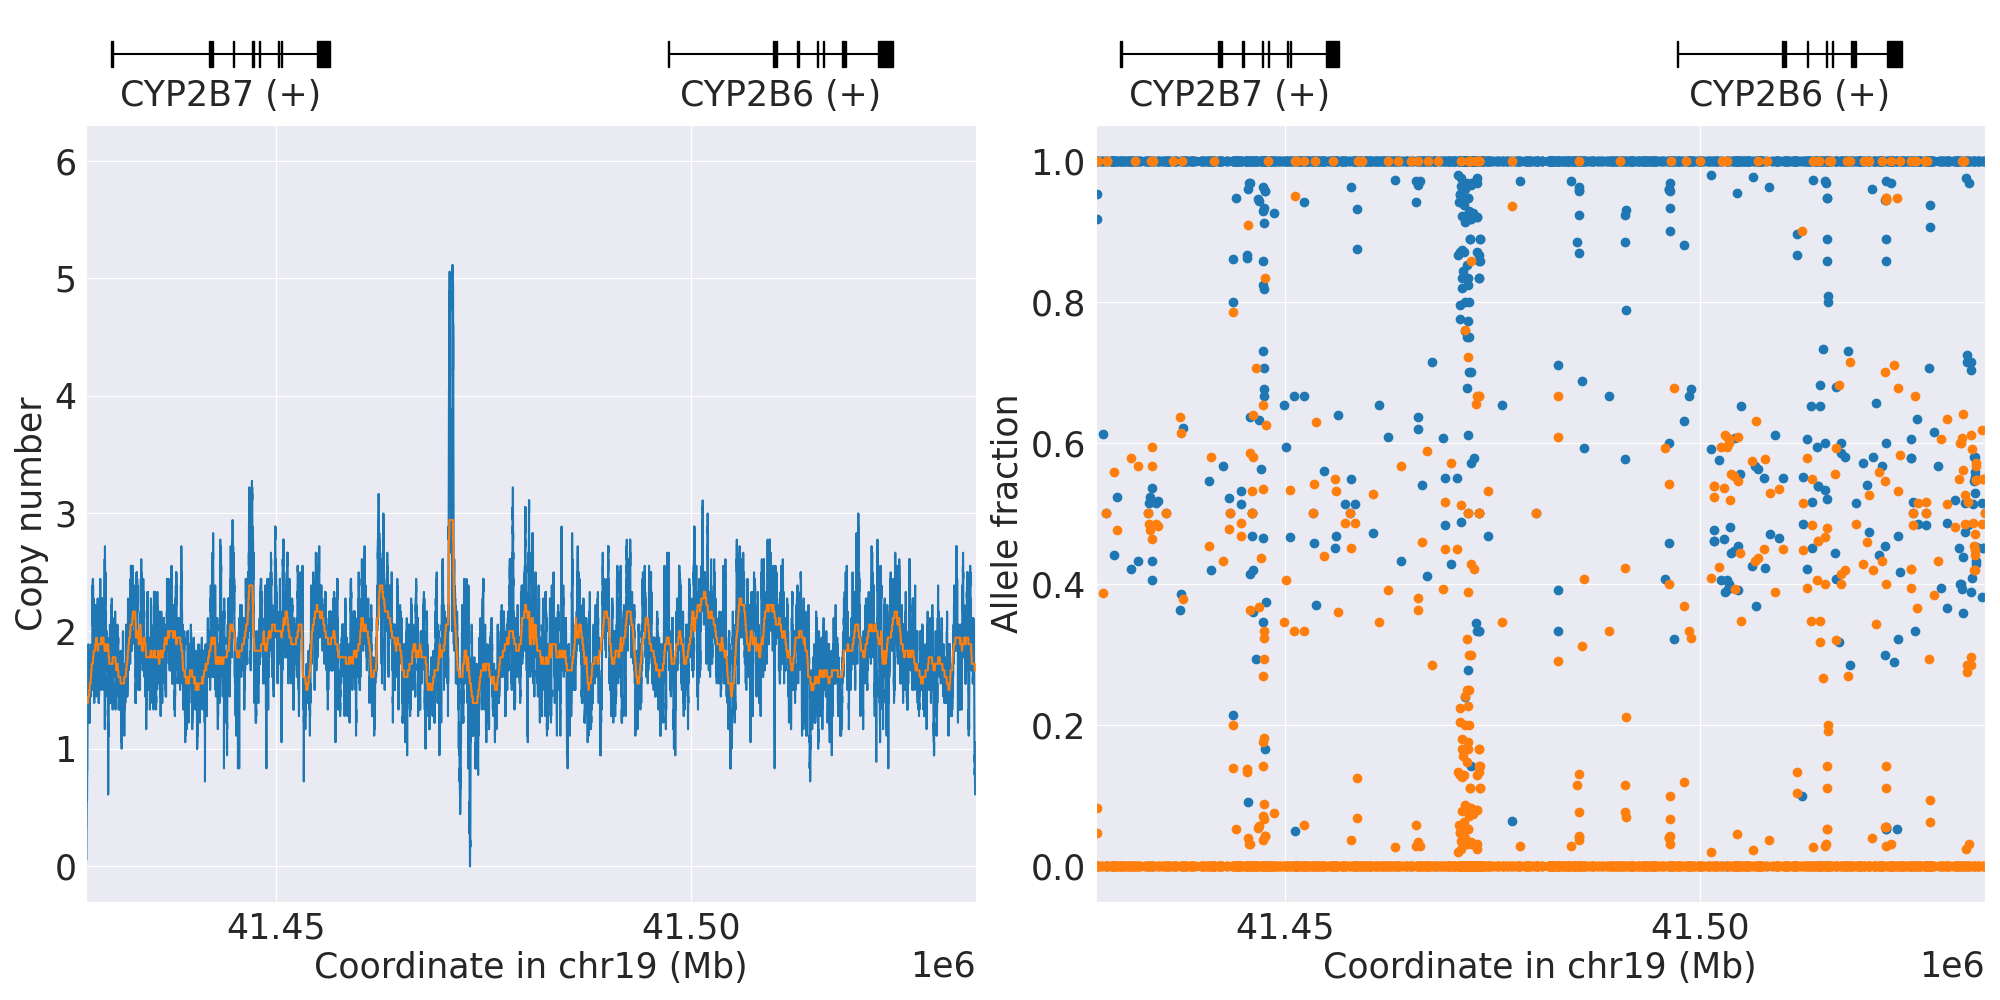 CYP2B7 (+)
CYP2B6 (+)
6
5
4
3
2
1
0
Copy number
41.45
41.50
Coordinate in chr19 (Mb)
1e6
CYP2B7 (+)
CYP2B6 (+)
1.0
0.8
0.6
0.4
0.2
0.0
Allele fraction
41.45
41.50
Coordinate in chr19 (Mb)
1e6